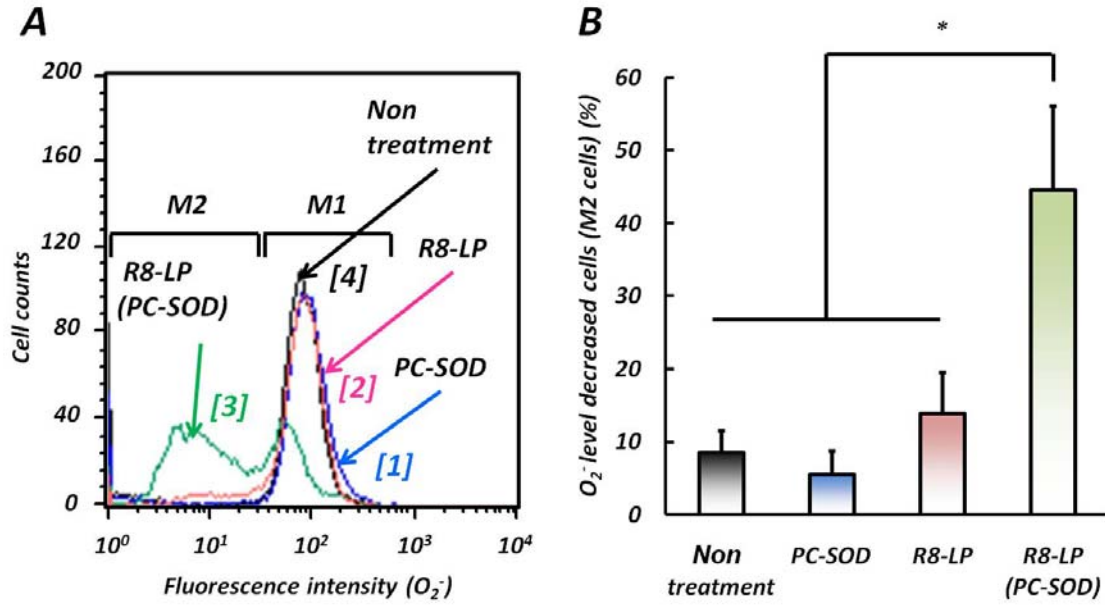 A
200
160
120
80
40
0
Cell counts
Non
treatment
M2
M1
R8-LP
(PC-SOD)
[4]
R8-LP
PC-SOD
[2]
[3]
[1]
10⁰
10¹
10²
10³
10⁴
Fluorescence intensity (O₂⁻)
B
*
60
50
40
30
20
10
0
O₂⁻ level decreased cells (M2 cells) (%)
Non
treatment
PC-SOD
R8-LP
R8-LP
(PC-SOD)